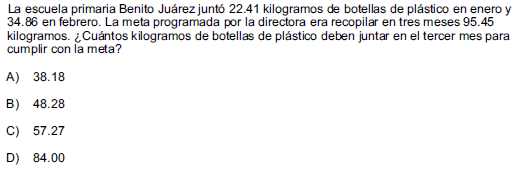 La escuela primaria Benito Juárez juntó 22.41 kilogramos de botellas de plástico en enero y
34.86 en febrero. La meta programada por la directora era recopilar en tres meses 95.45
kilogramos. ¿Cuántos kilogramos de botellas de plástico deben juntar en el tercer mes para
cumplir con la meta?
A) 38.18
B) 48.28
C) 57.27
D) 84.00